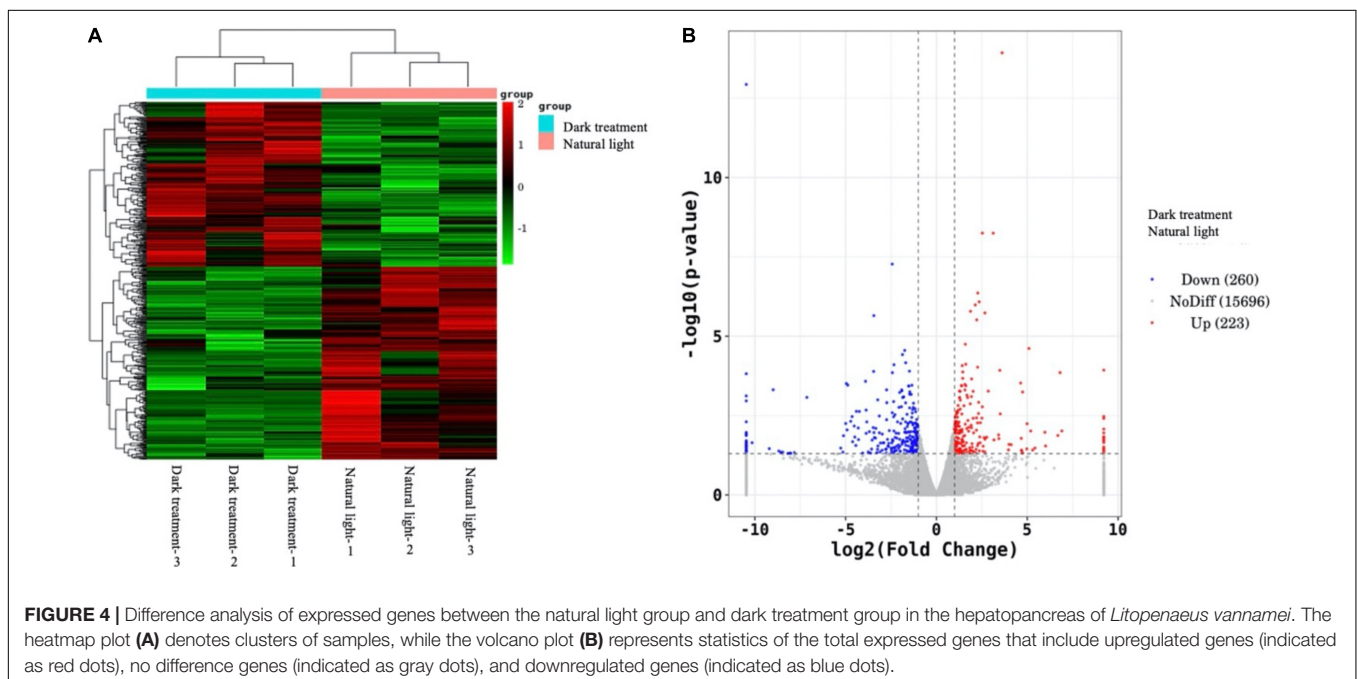 A
group
2
1
0
-1
group
Dark treatment
Natural light
Dark treatment- 3
Dark treatment- 2
Dark treatment-1
Natural light- 1
Natural light- 2
Natural light- 3
B
10
5
0
-log10(p-value)
-10
-5
0
5
10
log2(Fold Change)
Dark treatment
Natural light
Down (260)
NoDiff (15696)
Up (223)
FIGURE 4 | Difference analysis of expressed genes between the natural light group and dark treatment group in the hepatopancreas of Litopenaeus vannamei. The
heatmap plot (A) denotes clusters of samples, while the volcano plot (B) represents statistics of the total expressed genes that include upregulated genes (indicated
as red dots), no difference genes (indicated as gray dots), and downregulated genes (indicated as blue dots).